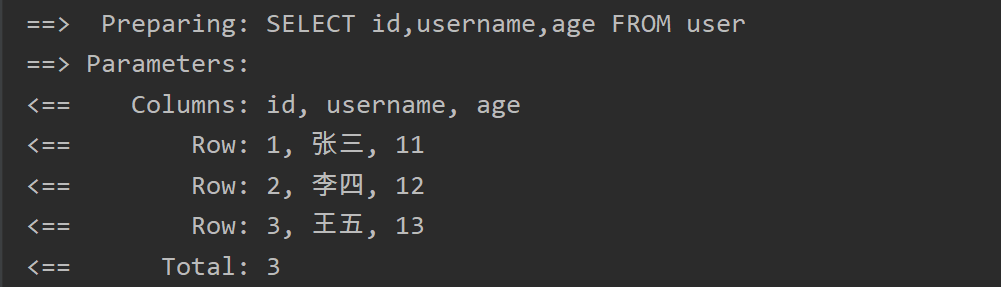 ==>  Preparing: SELECT id,username,age FROM user
==> Parameters:
<==    Columns: id, username, age
<==        Row: 1, 张三, 11
<==        Row: 2, 李四, 12
<==        Row: 3, 王五, 13
<==      Total: 3